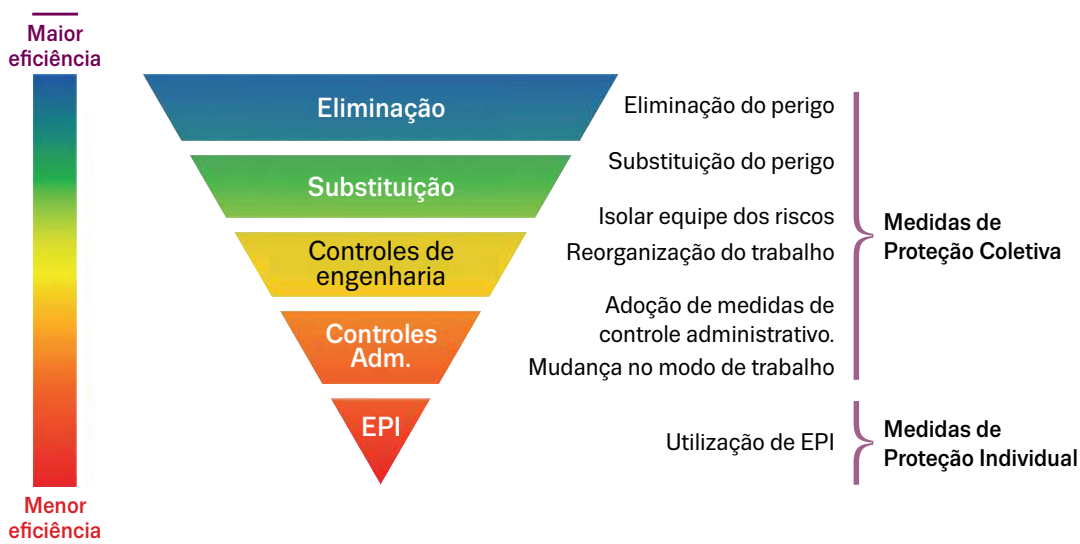 Maior
eficiência
Eliminação
Eliminação do perigo
Substituição
Substituição do perigo
Controles de
engenharia
Isolar equipe dos riscos
Reorganização do trabalho
Medidas de
Proteção Coletiva
Controles
Adm.
Adoção de medidas de
controle administrativo.
Mudança no modo de trabalho
EPI
Utilização de EPI
Medidas de
Proteção Individual
Menor
eficiência